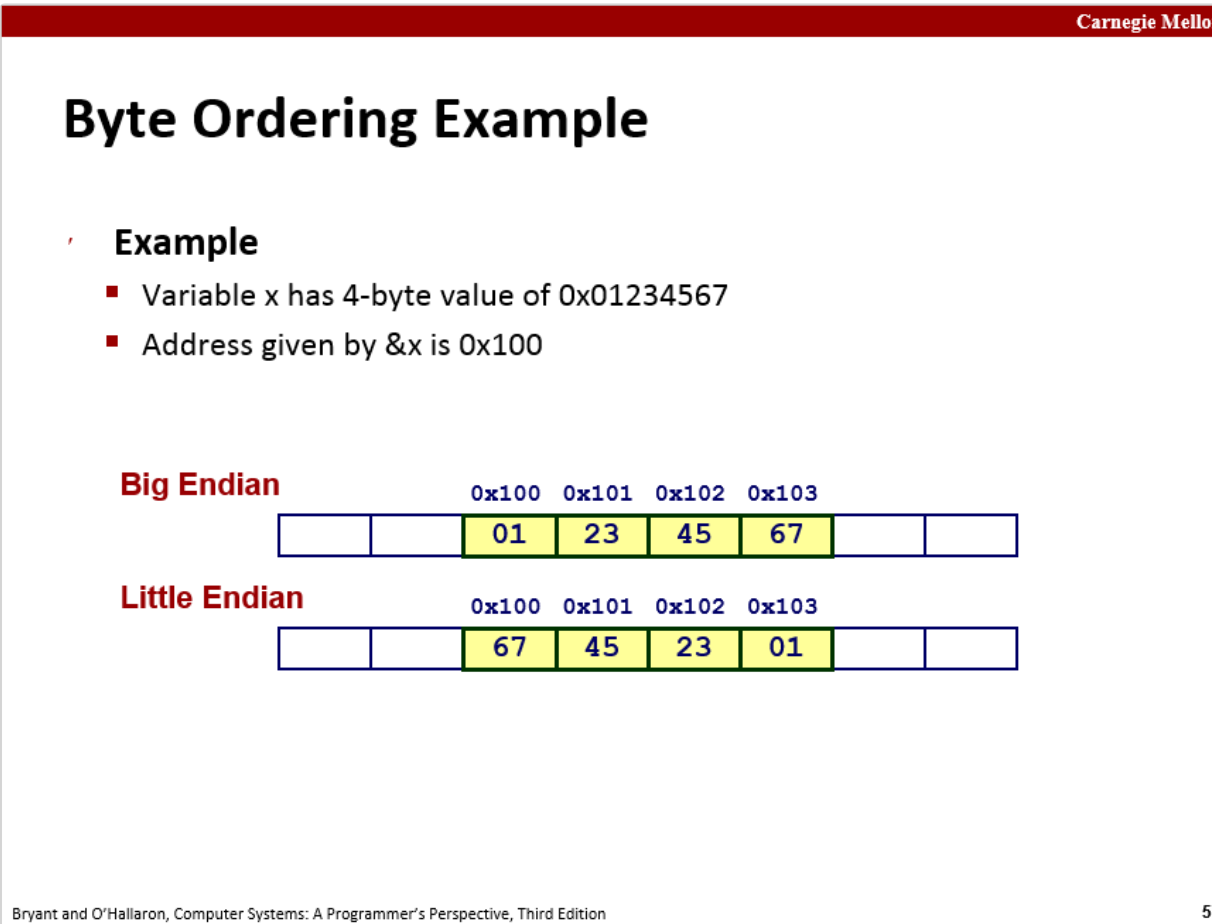 Carnegie Mello
Byte Ordering Example
Example
Variable x has 4-byte value of 0x01234567
Address given by &x is 0x100
Big Endian
0x100 0x101 0x102 0x103
01 23 45 67
Little Endian
0x100 0x101 0x102 0x103
67 45 23 01
Bryant and O'Hallaron, Computer Systems: A Programmer's Perspective, Third Edition
5